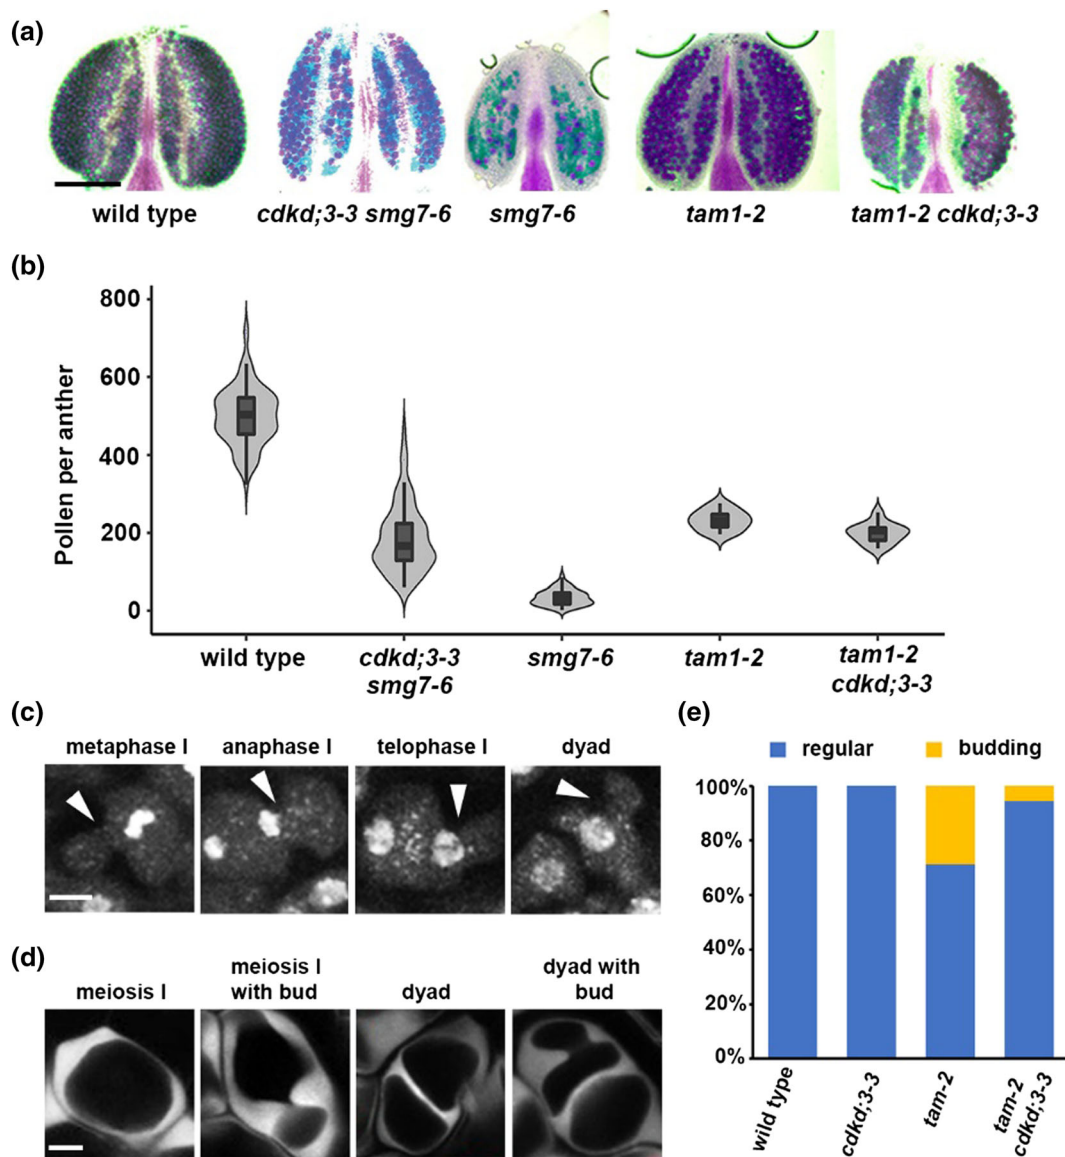 (a)
wild type
cdkd;3-3 smg7-6
smg7-6
tam1-2
tam1-2 cdkd;3-3
(b)
Pollen per anther
800
600
400
200
0
wild type
cdkd;3-3
smg7-6
smg7-6
tam1-2
tam1-2
cdkd;3-3
(c)
metaphase I
anaphase I
telophase I
dyad
(d)
meiosis I
meiosis I
with bud
dyad
dyad with
bud
(e)
regular
budding
100%
80%
60%
40%
20%
0%
wild type
cdkd;3-3
tam-2
tam-2
cdkd;3-3